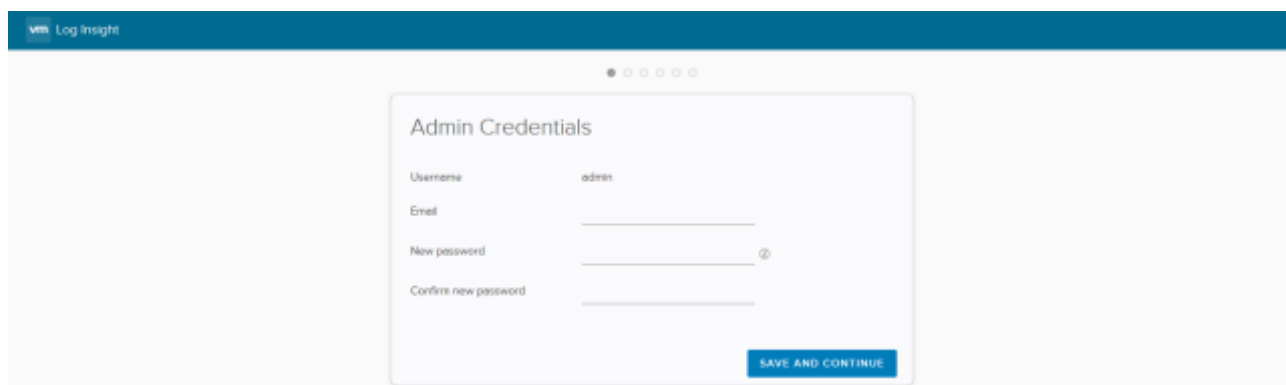 vm Log Insight
Admin Credentials
Username admin
Email
New password
Confirm new password
SAVE AND CONTINUE